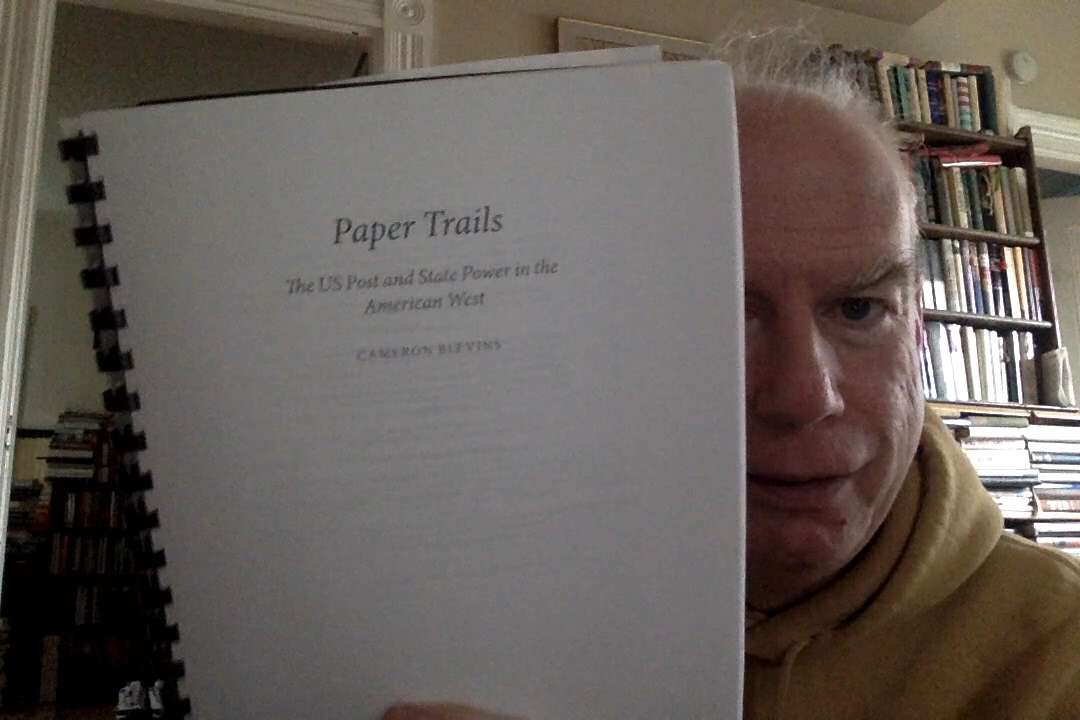 Paper Trails
The US Post and State Power in the
American West
CAMERON BLEVINS